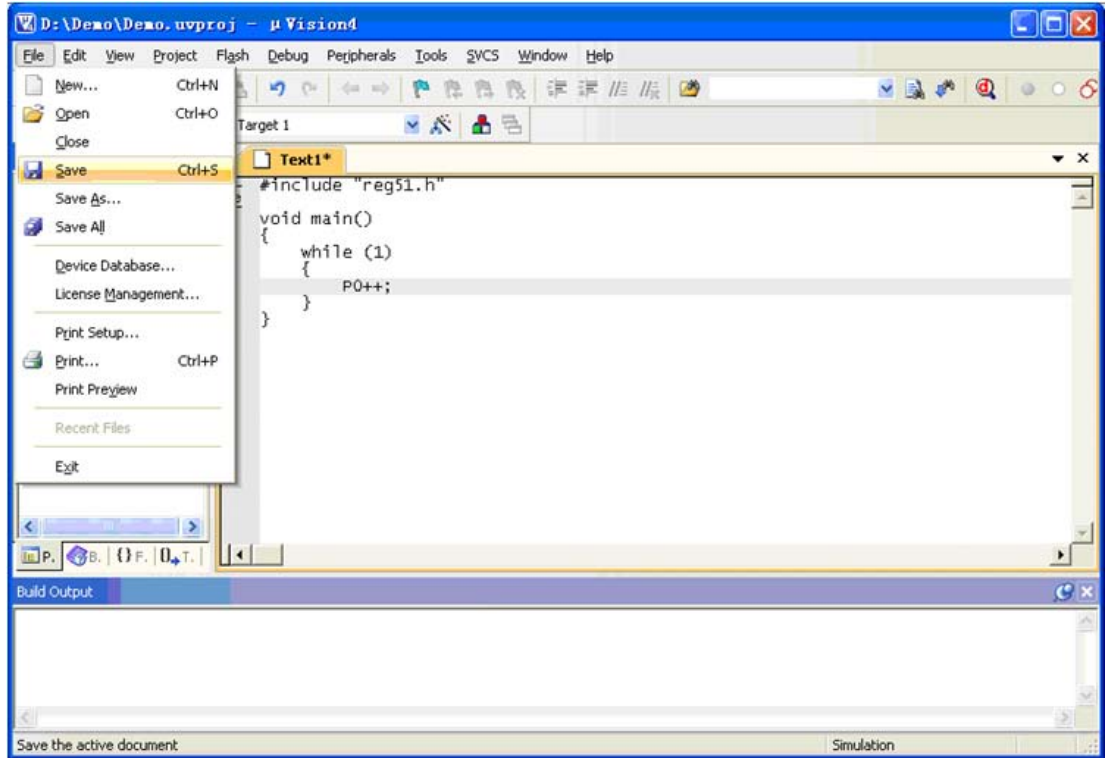 D:\Demo\Demo.uvproj - µVision4
File Edit View Project Flash Debug Peripherals Tools SVCS Window Help
New... Ctrl+N
Open Ctrl+O
Target 1
Close
Text1*
Save Ctrl+S
#include "reg51.h"
Save As...
void main()
Save All
{
while (1)
{
Device Database...
P0++;
License Management...
}
}
Print Setup...
Print... Ctrl+P
Print Preview
Recent Files
Exit
P. B. {} F. 0 T.
Build Output
Save the active document Simulation